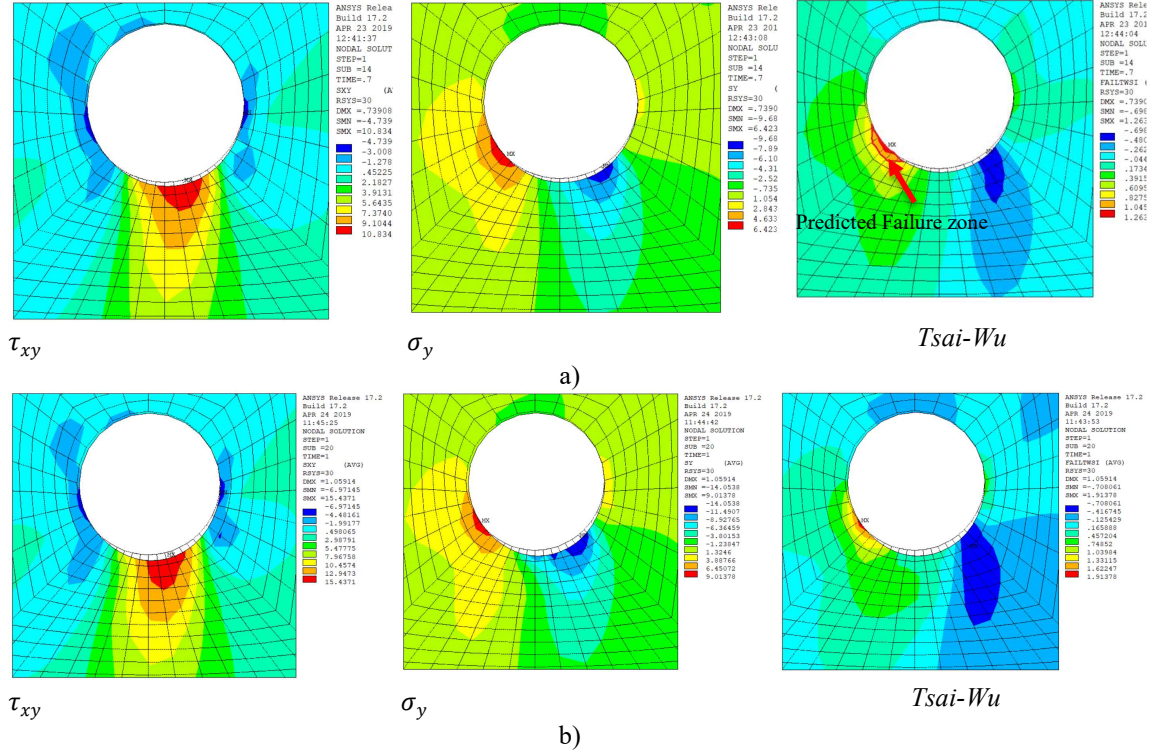 ANSYS Release
Build 17.2
APR 23 2019
12:41:37
NODAL SOLUT
STEP=1
SUB =14
TIME=.7
SXY (A
RSYS=30
DMX =.73908
SMN =-4.739
SMX =10.834
-4.739
-3.008
-1.278
.45225
2.1827
3.9131
5.6435
7.3740
9.1044
10.834
MX
τxy
ANSYS Release
Build 17.2
APR 23 201
12:43:08
NODAL SOLU
STEP=1
SUB =14
TIME=.7
SY (
RSYS=30
DMX =.7390
SMN =-9.68
SMX =6.423
-9.68
-7.89
-6.10
-4.31
-2.52
-.735
1.054
2.843
4.633
6.423
MX
σy
ANSYS Releas
Build 17.2
APR 23 201
12:44:04
NODAL SOLU
STEP=1
SUB =14
TIME=.7
FAILTWSI (
RSYS=30
DMX =.7390
SMN =-.698
SMX =1.263
-.698
-.480
-.262
-.044
.1734
.3915
.6095
.8275
1.045
1.263
MX
Predicted Failure zone
Tsai-Wu
a)
ANSYS Release 17.2
Build 17.2
APR 24 2019
11:45:25
NODAL SOLUTION
STEP=1
SUB =20
TIME=1
SXY (AVG)
RSYS=30
DMX =1.05914
SMN =-6.97145
SMX =15.4371
-6.97145
-4.48161
-1.99177
.498065
2.98791
5.47775
7.96758
10.4574
12.9473
15.4371
MX
τxy
ANSYS Release 17.2
Build 17.2
APR 24 2019
11:44:42
NODAL SOLUTION
STEP=1
SUB =20
TIME=1
SY (AVG)
RSYS=30
DMX =1.05914
SMN =-14.0538
SMX =9.01378
-14.0538
-11.4907
-8.92765
-6.36459
-3.80153
-1.23847
1.3246
3.88766
6.45072
9.01378
MX
σy
ANSYS Release 17.2
Build 17.2
APR 24 2019
11:43:53
NODAL SOLUTION
STEP=1
SUB =20
TIME=1
FAILTWSI (AVG)
RSYS=30
DMX =1.05914
SMN =-.708061
SMX =1.91378
-.708061
-.416745
-.125429
.165888
.457204
.74852
1.03984
1.33115
1.62247
1.91378
MX
Tsai-Wu
b)